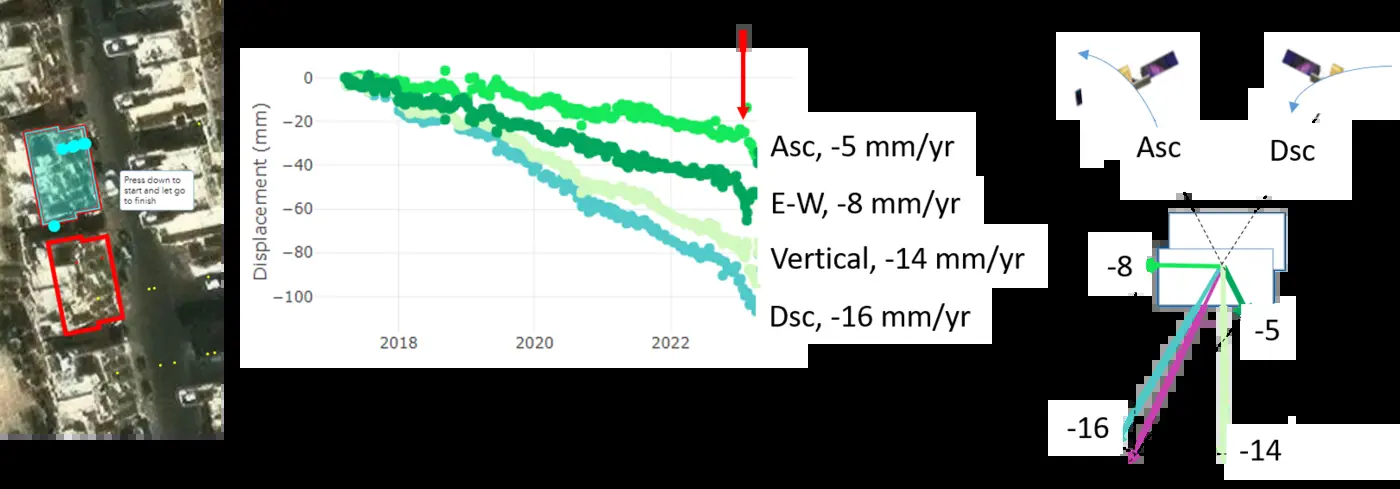 Press down to
start and let go
to finish
Displacement (mm)
0
−20
−40
−60
−80
−100
2018
2020
2022
Asc, -5 mm/yr
E-W, -8 mm/yr
Vertical, -14 mm/yr
Dsc, -16 mm/yr
Asc
Dsc
-8
-5
-16
-14